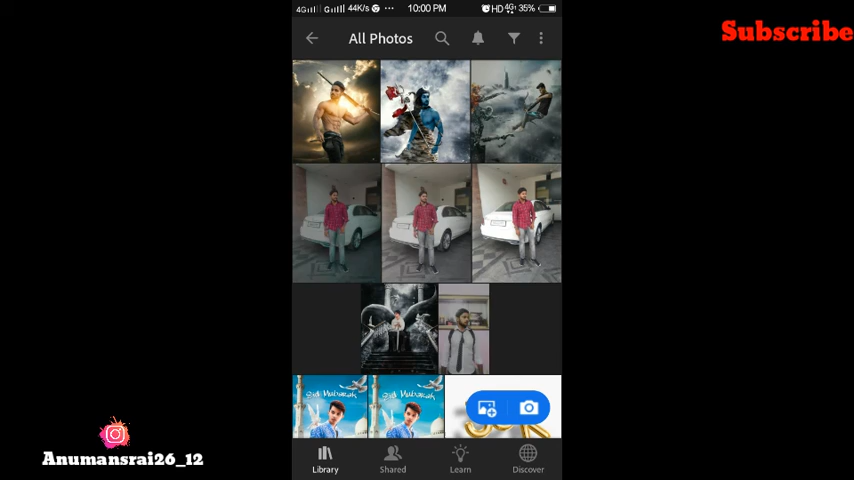 4G G 44K/s ••• 10:00 PM HD 4G 35%
Subscribe
All Photos
Eid Mubarak Eid Mubarak
Library Shared Learn Discover
Anumansrai26_12